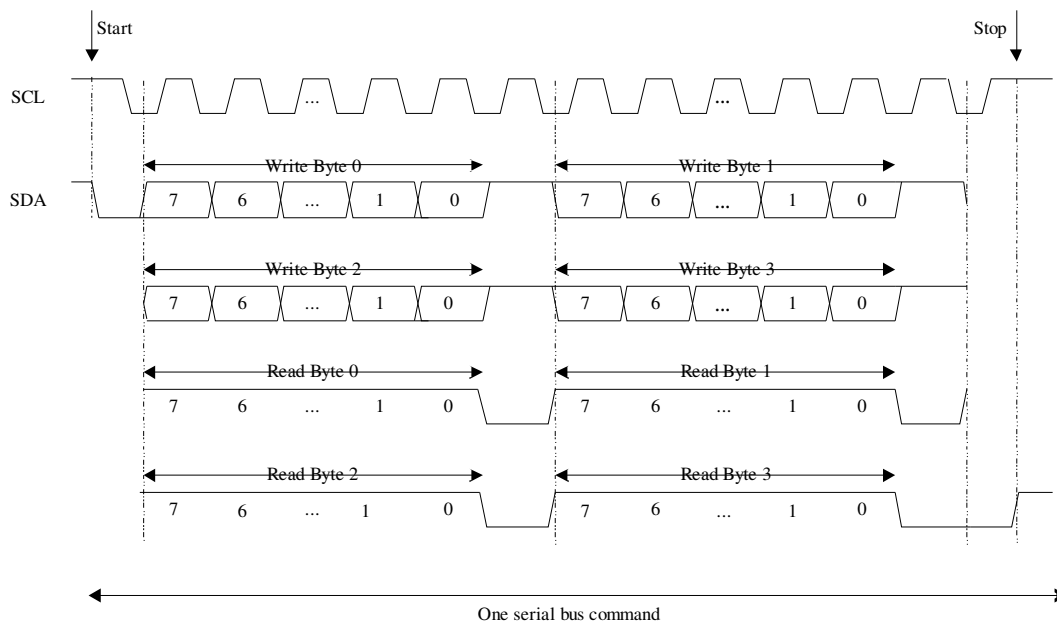 Start Stop
SCL ... ...
Write Byte 0 Write Byte 1
SDA 7 6 ... 1 0 7 6 ... 1 0
Write Byte 2 Write Byte 3
7 6 ... 1 0 7 6 ... 1 0
Read Byte 0 Read Byte 1
7 6 ... 1 0 7 6 ... 1 0
Read Byte 2 Read Byte 3
7 6 ... 1 0 7 6 ... 1 0
One serial bus command